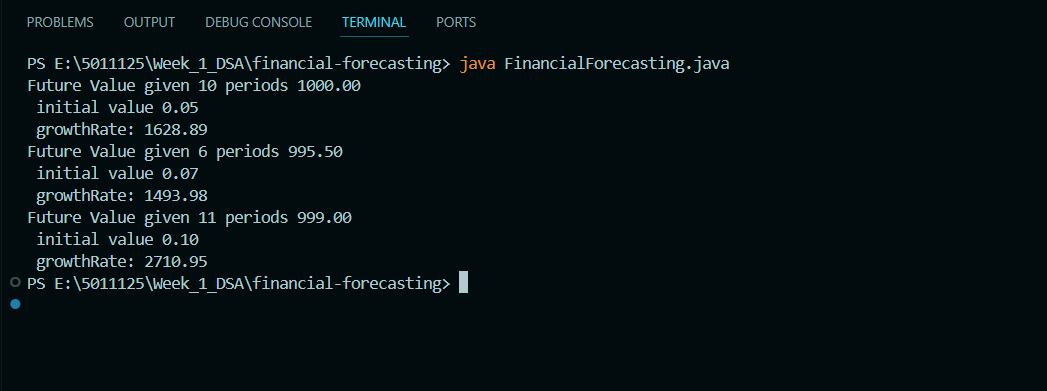 PROBLEMS OUTPUT DEBUG CONSOLE TERMINAL PORTS
PS E:\5011125\Week_1_DSA\financial-forecasting> java FinancialForecasting.java
Future Value given 10 periods 1000.00
 initial value 0.05
 growthRate: 1628.89
Future Value given 6 periods 995.50
 initial value 0.07
 growthRate: 1493.98
Future Value given 11 periods 999.00
 initial value 0.10
 growthRate: 2710.95
PS E:\5011125\Week_1_DSA\financial-forecasting>